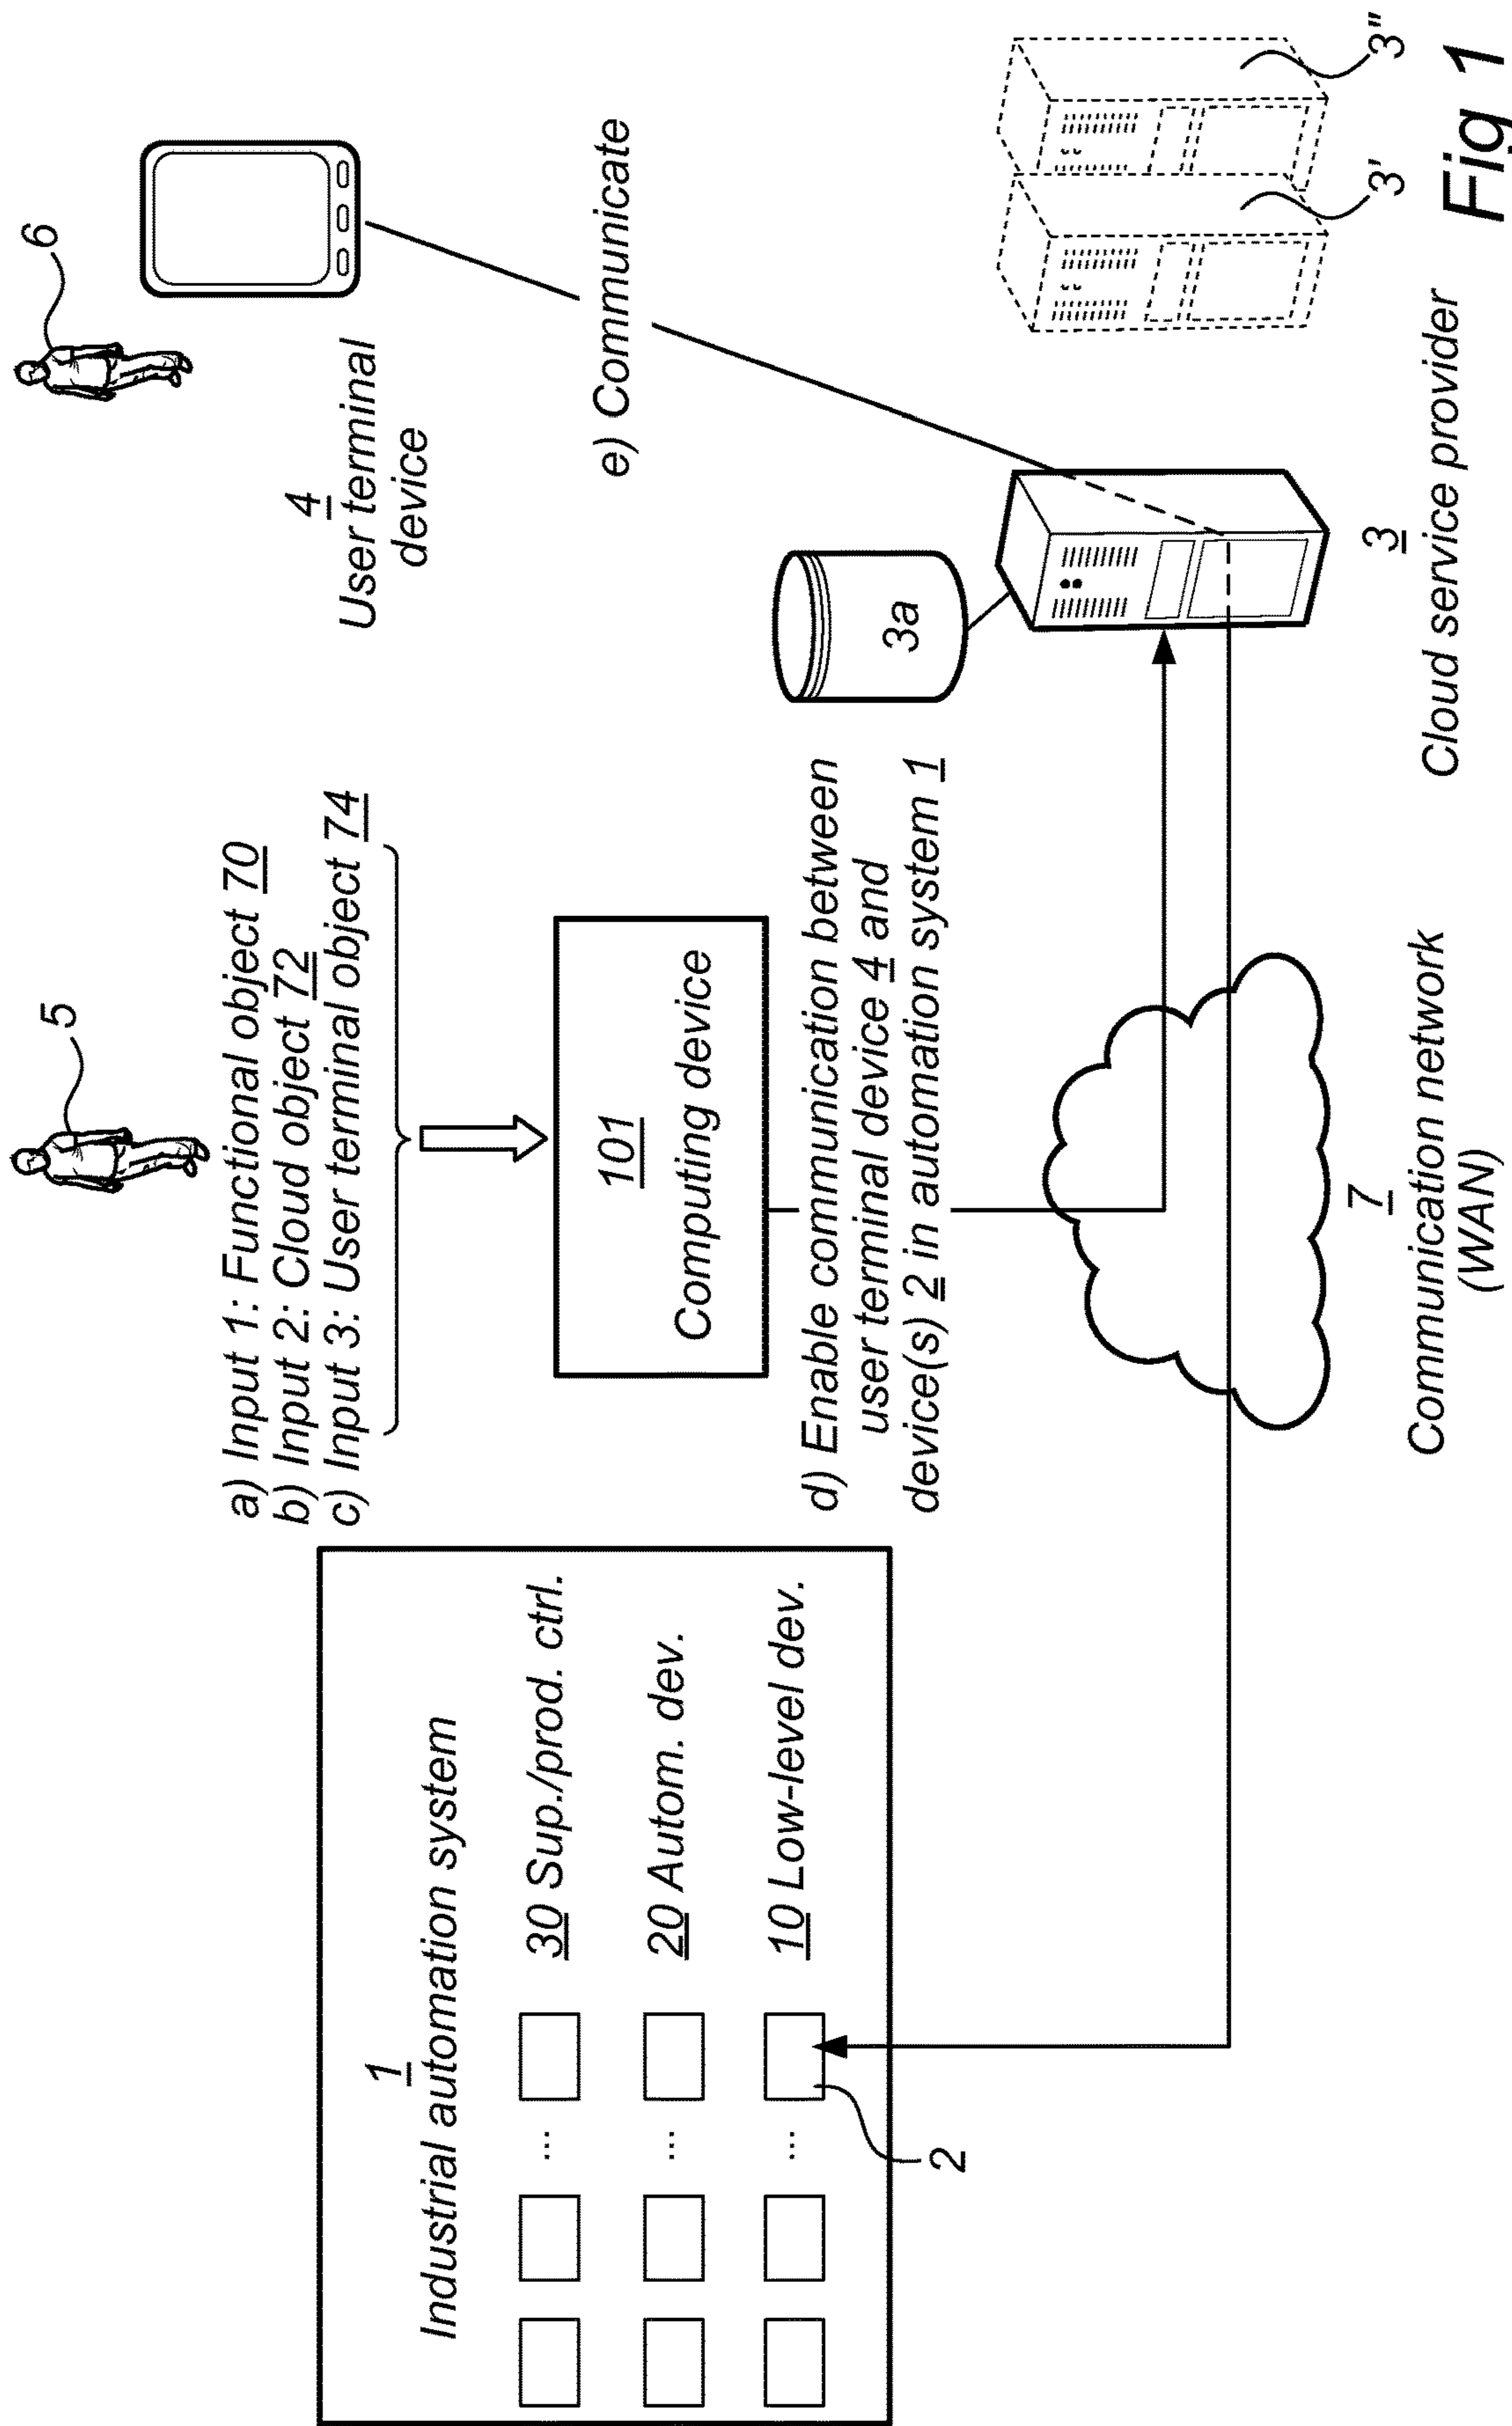 1
Industrial automation system
30 Sup./prod. ctrl.
...
20 Autom. dev.
...
10 Low-level dev.
...
2
5
a) Input 1: Functional object 70
b) Input 2: Cloud object 72
c) Input 3: User terminal object 74
101
Computing device
d) Enable communication between
user terminal device 4 and
device(s) 2 in automation system 1
7
Communication network
(WAN)
6
4
User terminal
device
e) Communicate
3a
3
Cloud service provider
3'
3"
Fig 1